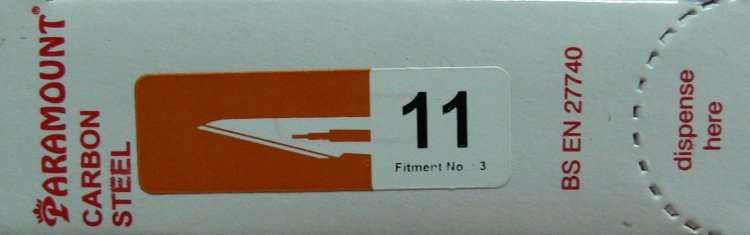 PARAMOUNT®
CARBON
STEEL
11
Fitment No. : 3
BS EN 27740
dispense
here